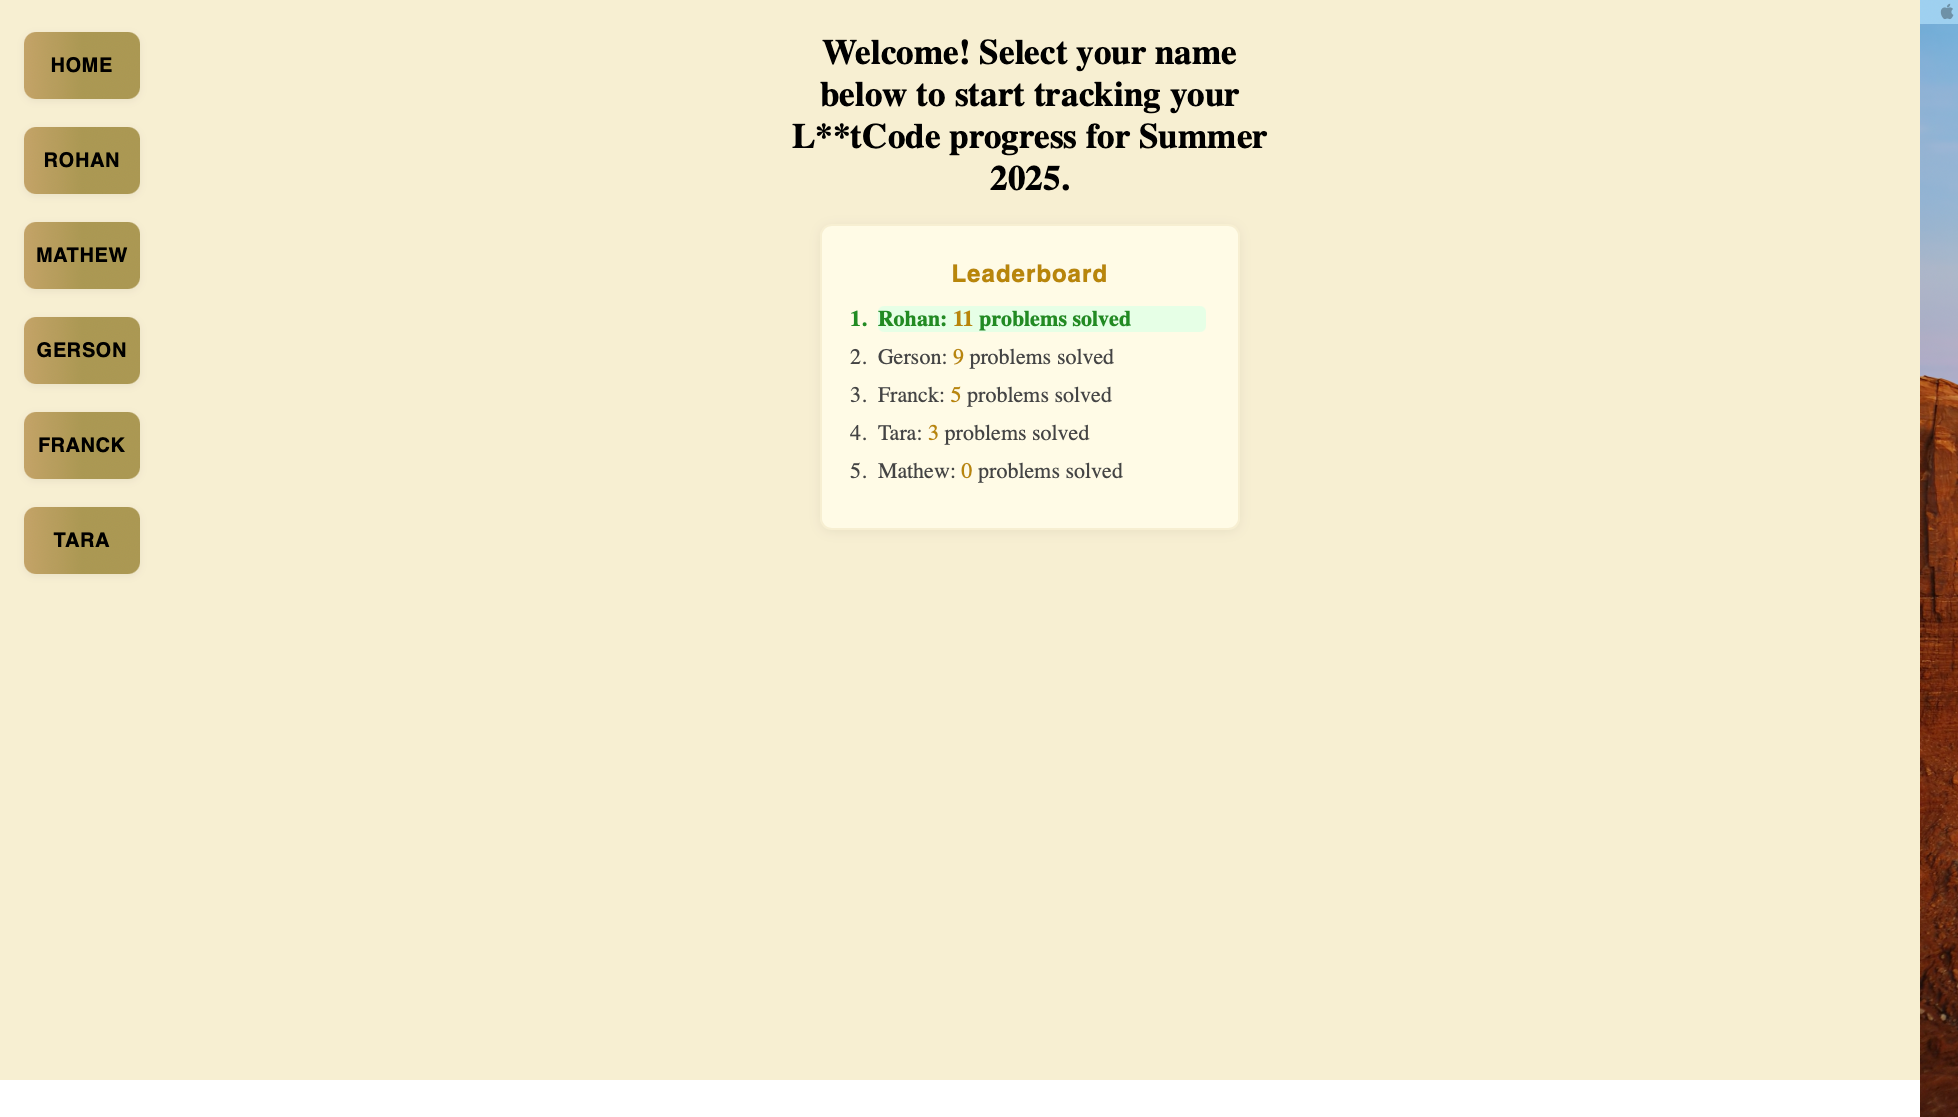 HOME
ROHAN
MATHEW
GERSON
FRANCK
TARA
Welcome! Select your name
below to start tracking your
L**tCode progress for Summer
2025.
Leaderboard
1. Rohan: 11 problems solved
2. Gerson: 9 problems solved
3. Franck: 5 problems solved
4. Tara: 3 problems solved
5. Mathew: 0 problems solved